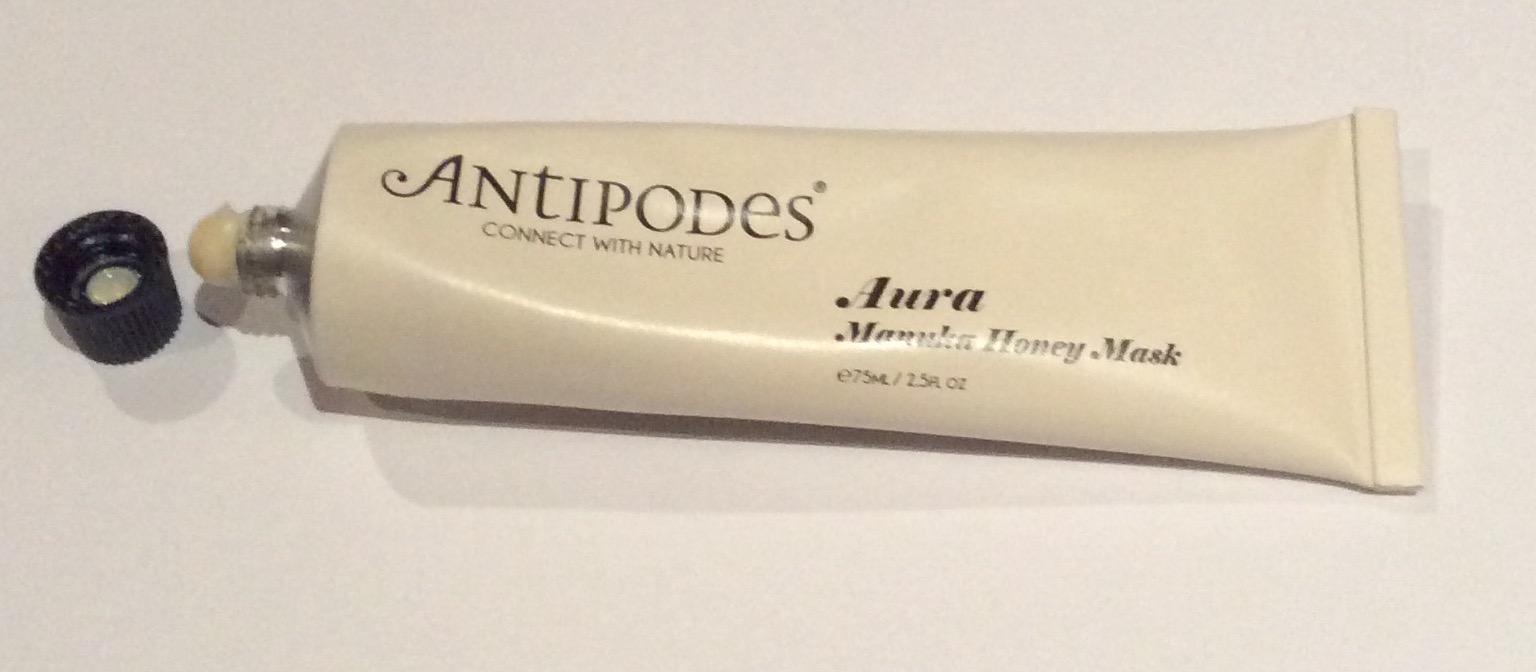 ANTIPODES®
CONNECT WITH NATURE
Aura
Manuka Honey Mask
℮75ML / 2.5FL OZ